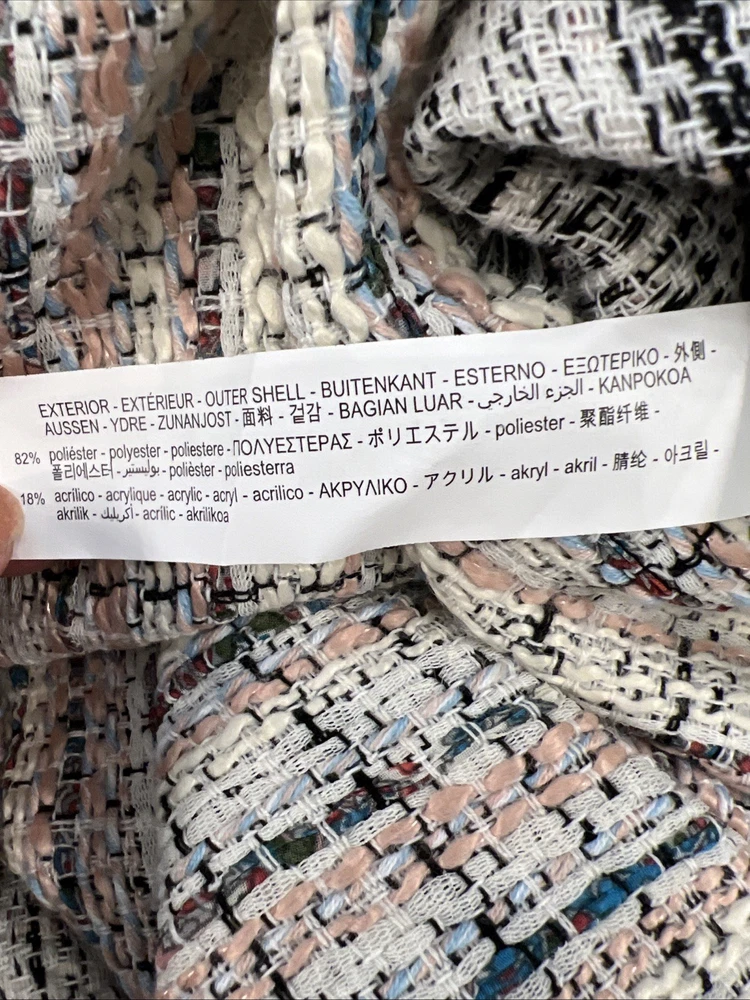 EXTERIOR - EXTÉRIEUR - OUTER SHELL - BUITENKANT - ESTERNO - ΕΞΩΤΕΡΙΚΟ - 外側 -
AUSSEN - YDRE - ZUNANJOST - 面料 - 겉감 - BAGIAN LUAR - الجزء الخارجي - KANPOKOA
82% poliéster - polyester - poliestere - ΠΟΛΥΕΣΤΕΡΑΣ - ポリエステル - poliester - 聚酯纤维 -
폴리에스터 - بوليستير - polièster - poliesterra
18% acrílico - acrylique - acrylic - acryl - acrilico - ΑΚΡΥΛΙΚΟ - アクリル - akryl - akril - 腈纶 - 아크릴 -
akrilik - أكريليك - acrílic - akrilikoa